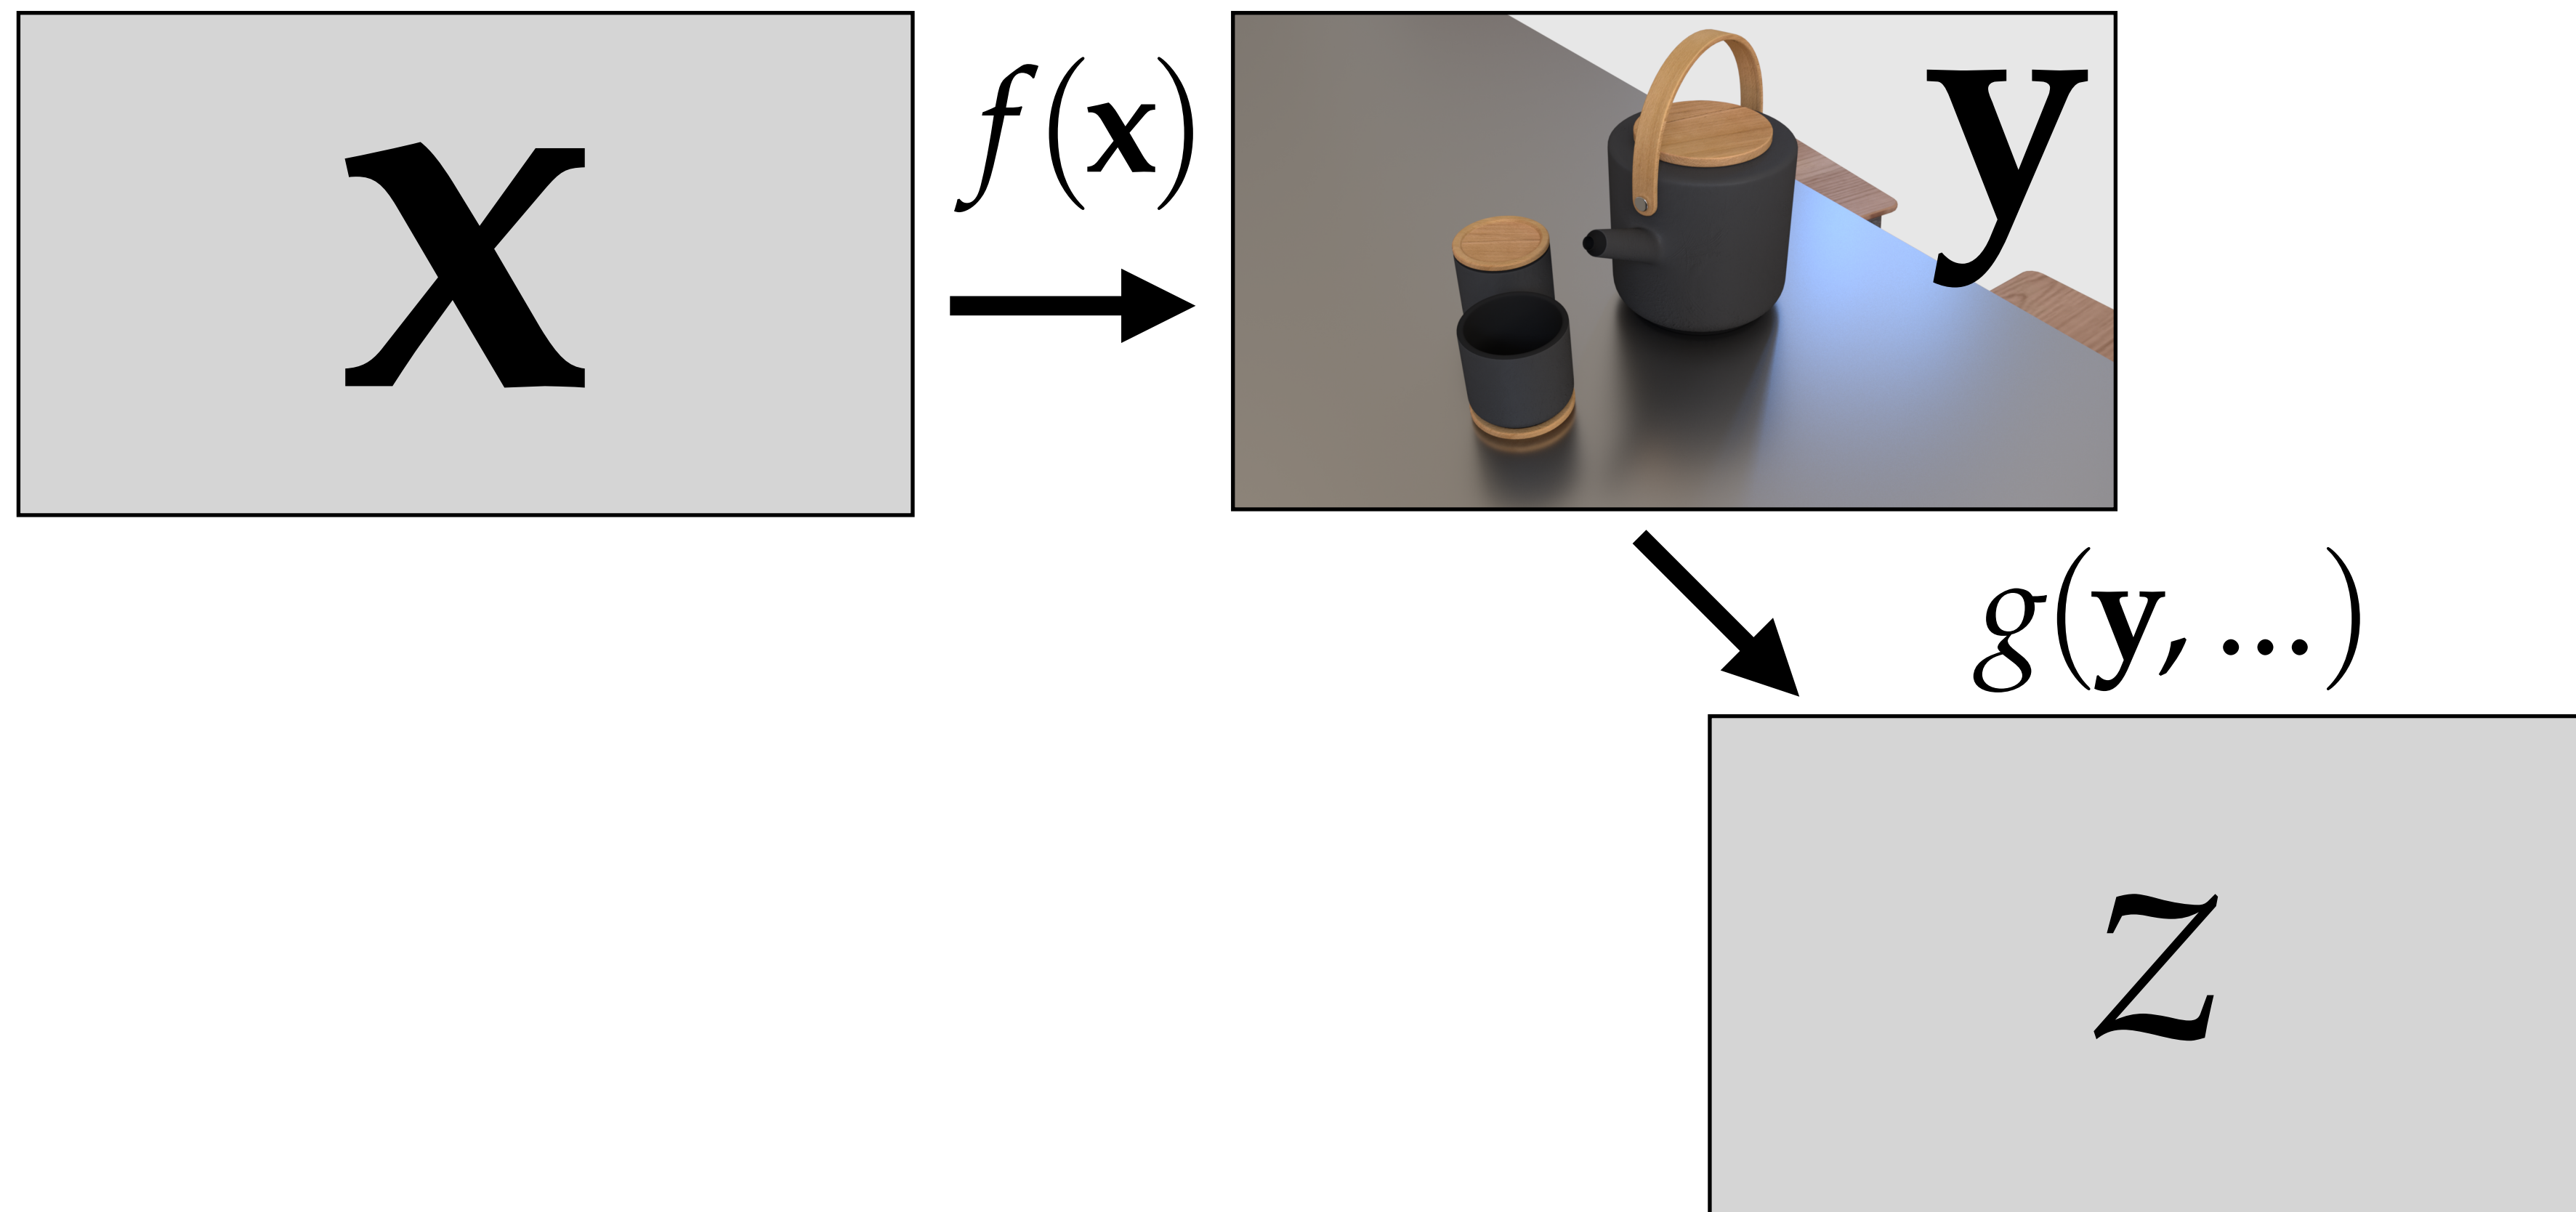 x
f(x)
y
g(y, ...)
z